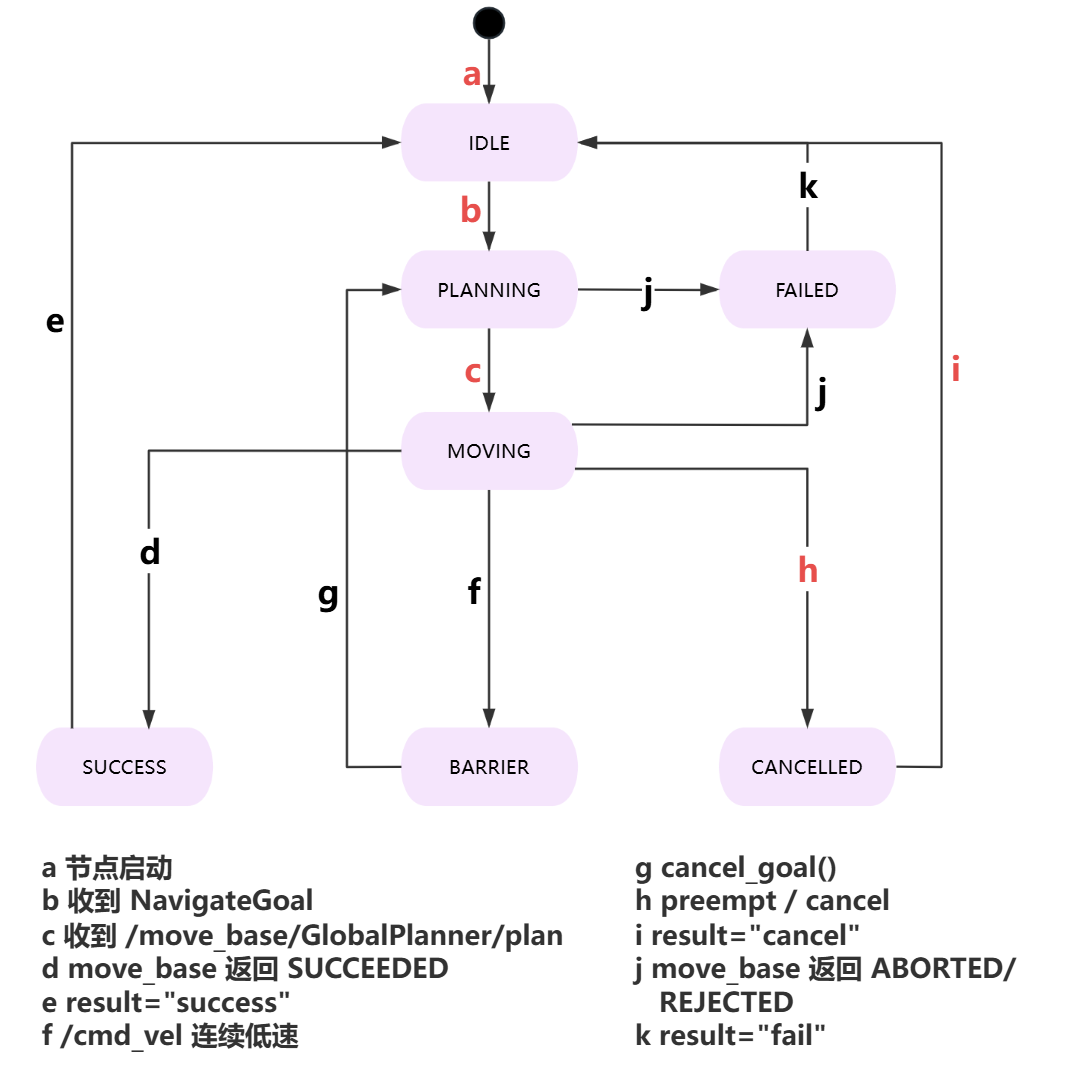 a
IDLE
b
k
PLANNING
j
FAILED
e
c
i
j
MOVING
d
h
g
f
SUCCESS
BARRIER
CANCELLED
a 节点启动
b 收到 NavigateGoal
c 收到 /move_base/GlobalPlanner/plan
d move_base 返回 SUCCEEDED
e result="success"
f /cmd_vel 连续低速
g cancel_goal()
h preempt / cancel
i result="cancel"
j move_base 返回 ABORTED/
REJECTED
k result="fail"